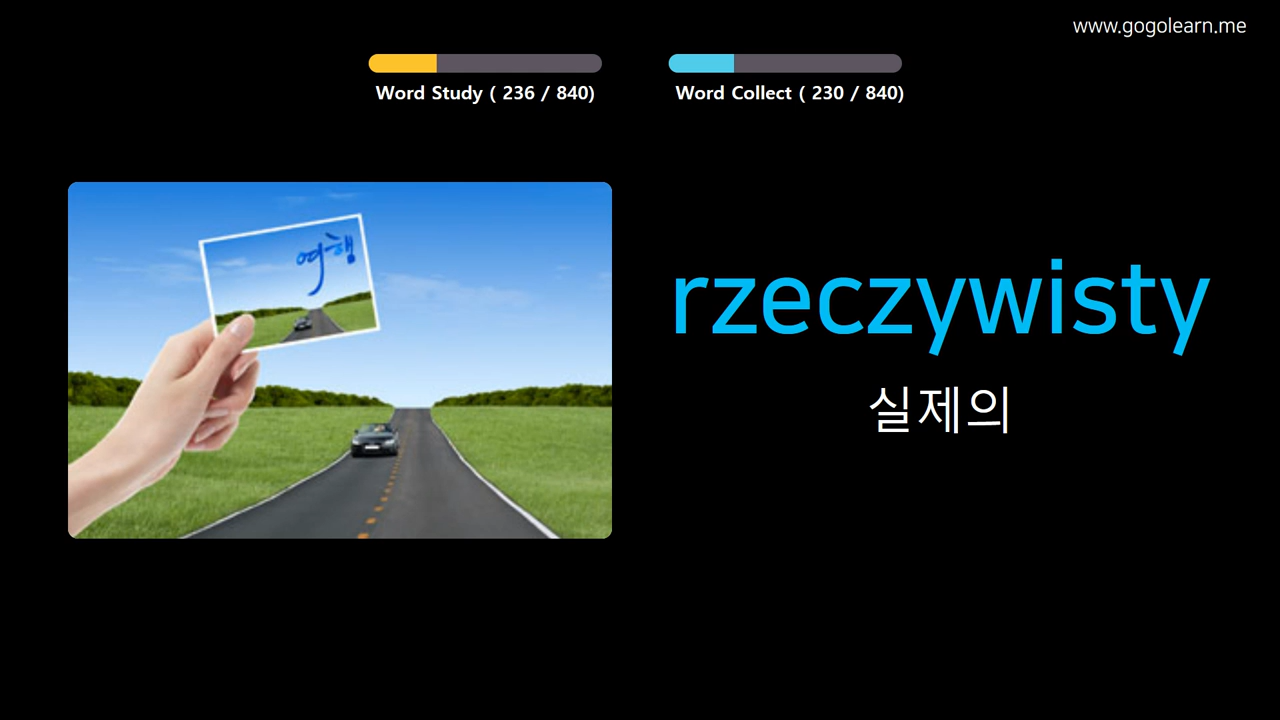 www.gogolearn.me
Word Study ( 236 / 840)
Word Collect ( 230 / 840)
여행
rzeczywisty
실제의